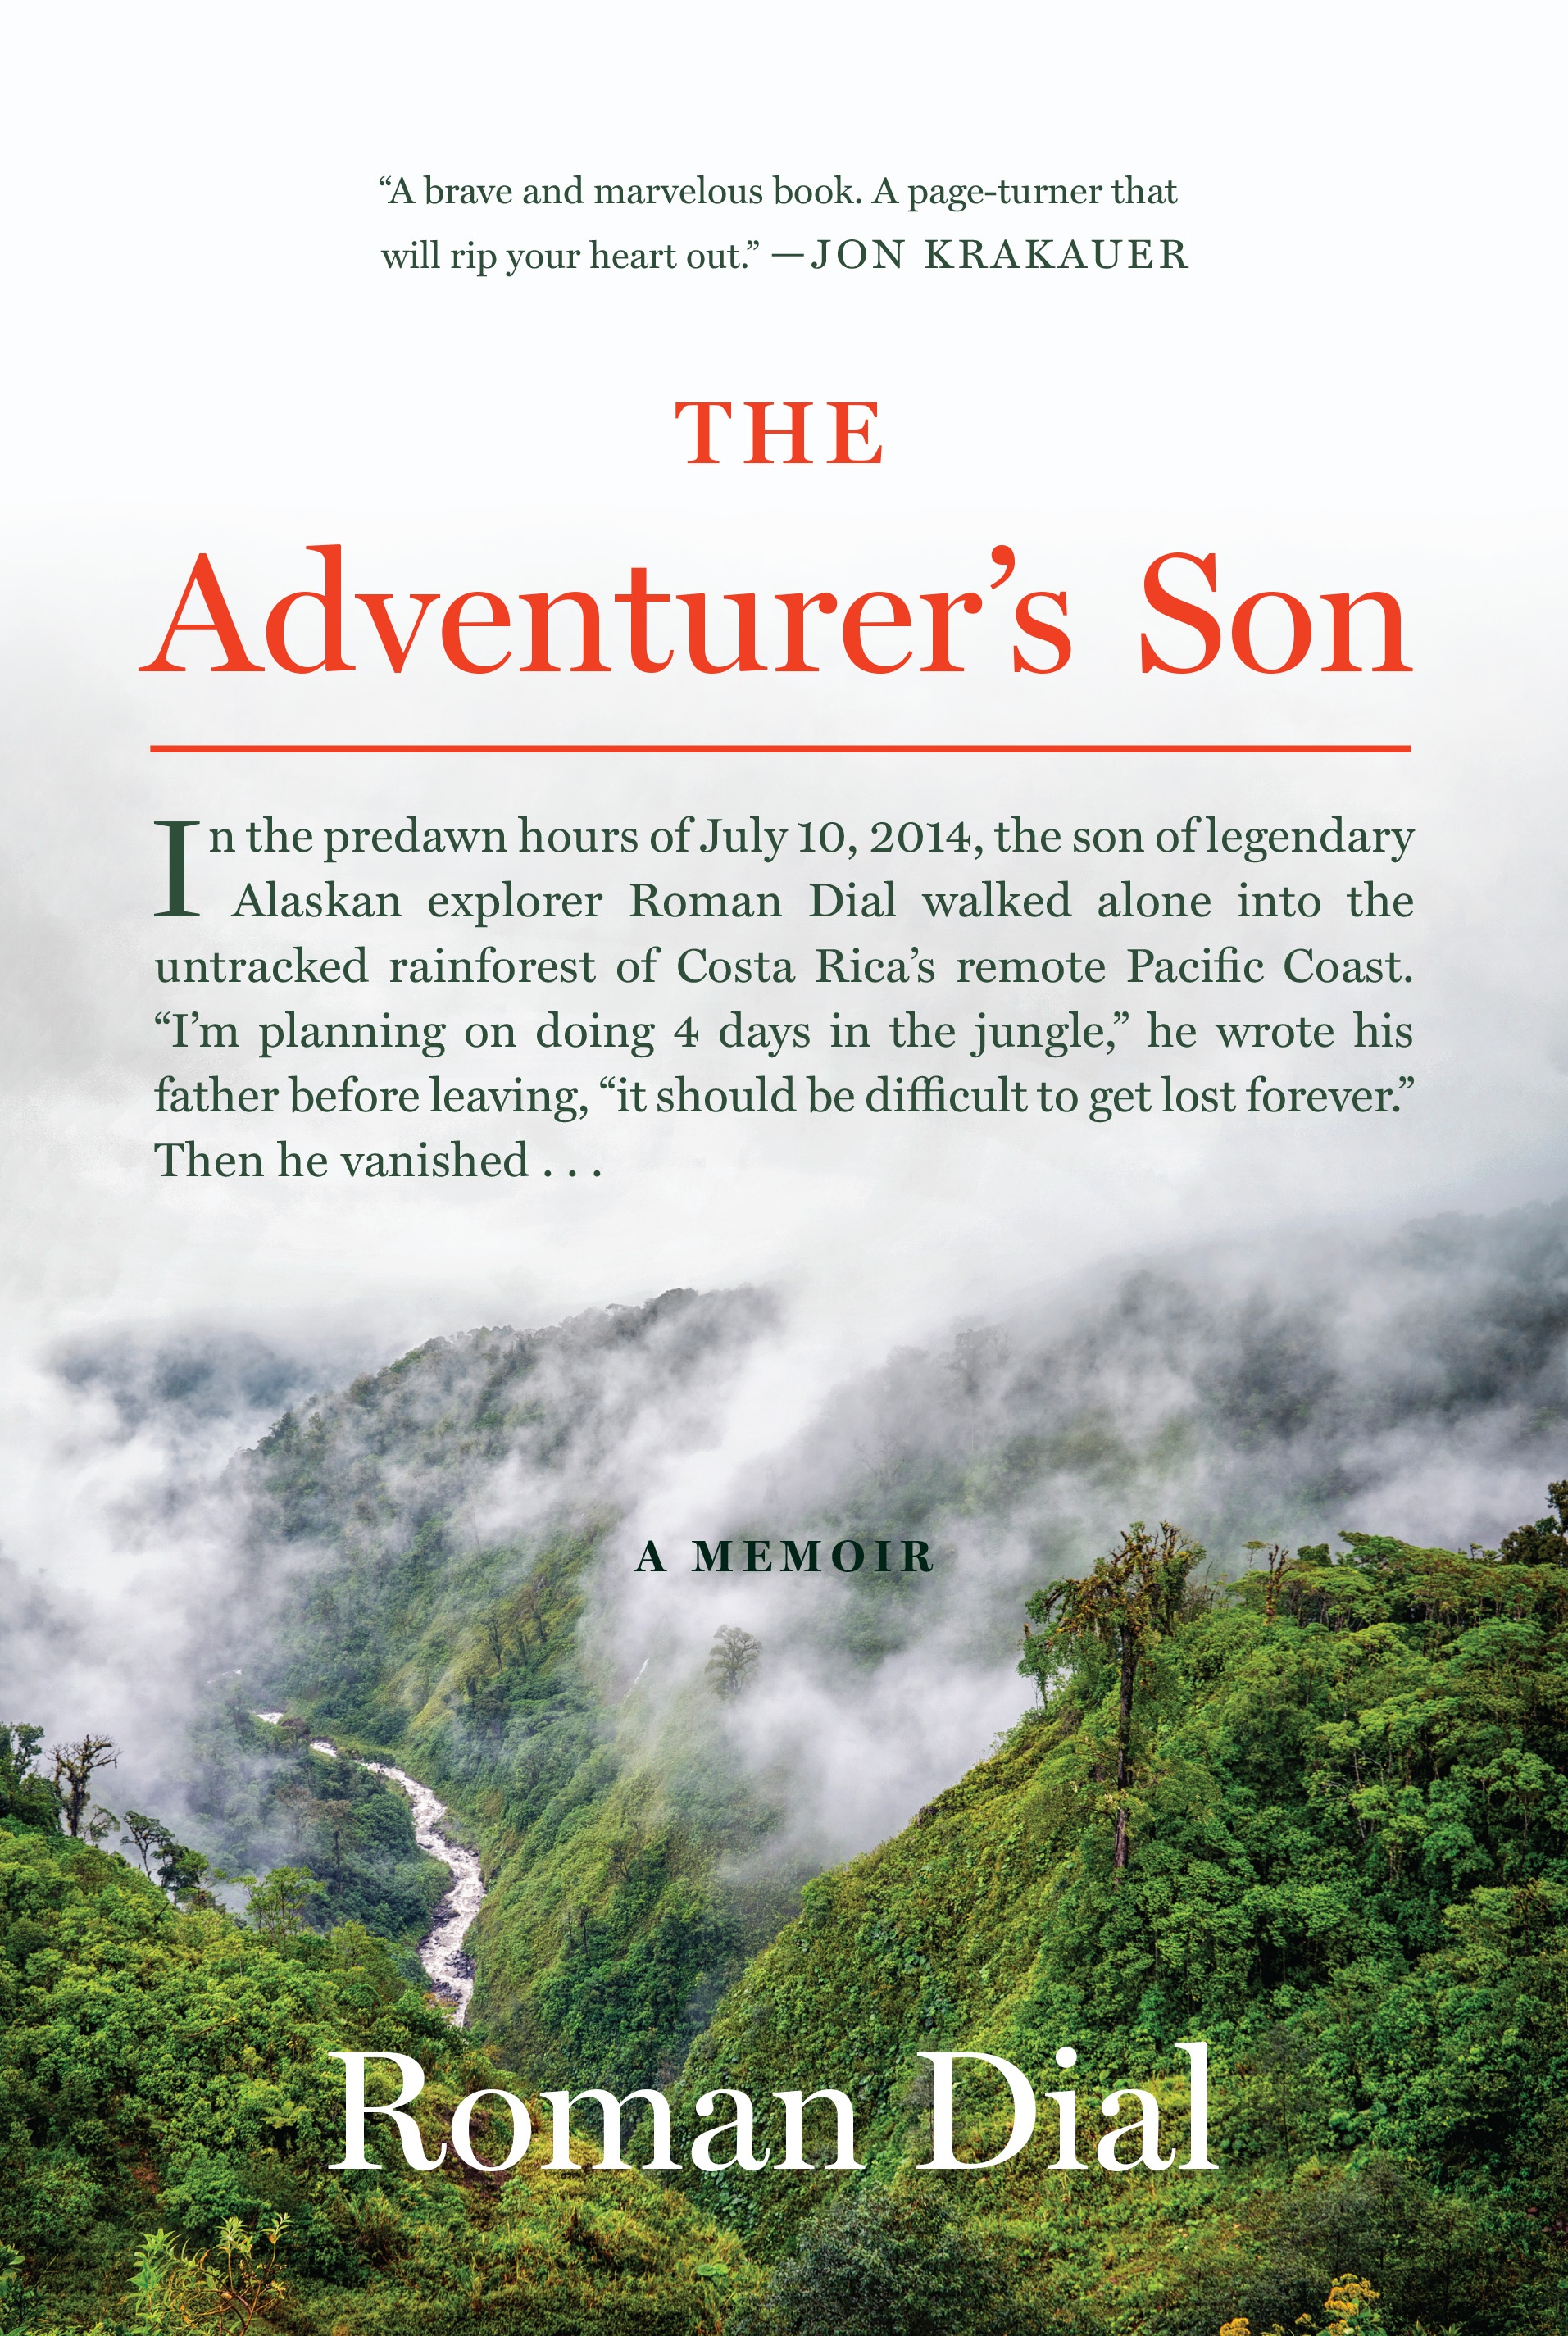 “A brave and marvelous book. A page-turner that
will rip your heart out.” —JON KRAKAUER
THE
Adventurer’s Son
In the predawn hours of July 10, 2014, the son of legendary
Alaskan explorer Roman Dial walked alone into the
untracked rainforest of Costa Rica’s remote Pacific Coast.
“I’m planning on doing 4 days in the jungle,” he wrote his
father before leaving, “it should be difficult to get lost forever.”
Then he vanished . . .
A MEMOIR
Roman Dial